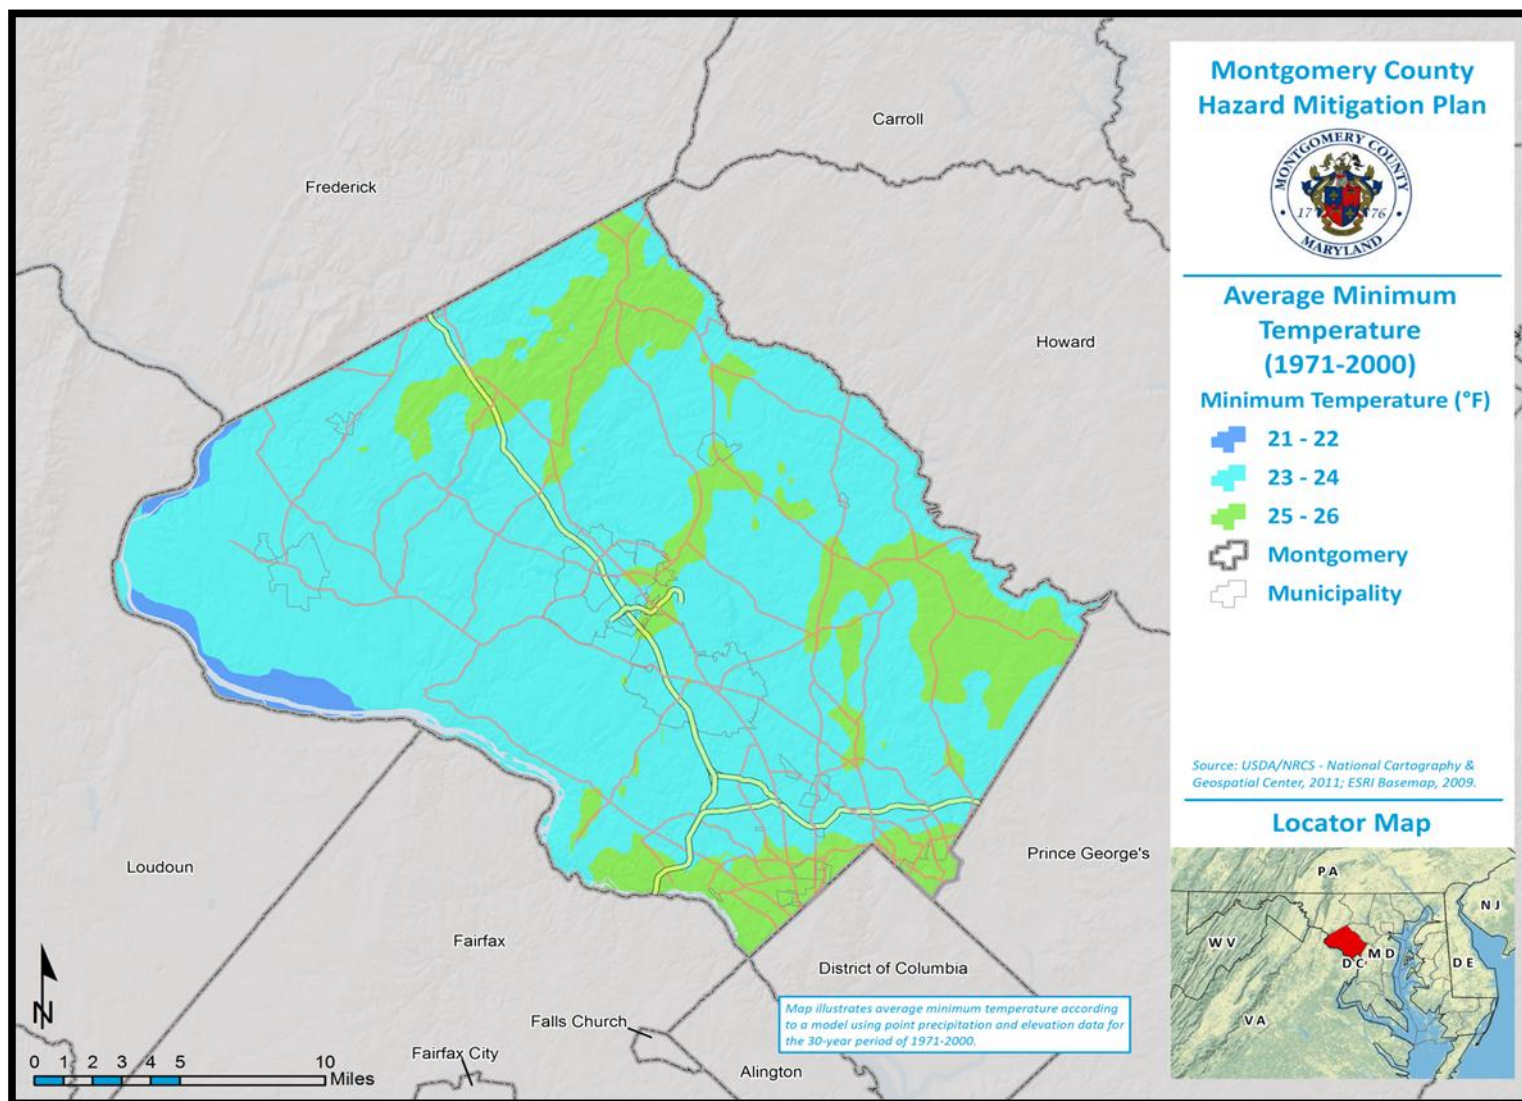 Montgomery County
Hazard Mitigation Plan
MONTGOMERY COUNTY
17 76
MARYLAND
Average Minimum
Temperature
(1971-2000)
Minimum Temperature (°F)
21 - 22
23 - 24
25 - 26
Montgomery
Municipality
Source: USDA/NRCS - National Cartography &
Geospatial Center, 2011; ESRI Basemap, 2009.
Locator Map
PA
NJ
WV
MD
DC
DE
VA
Carroll
Frederick
Howard
Loudoun
Prince George's
Fairfax
District of Columbia
Falls Church
Fairfax City
Alington
Map illustrates average minimum temperature according
to a model using point precipitation and elevation data for
the 30-year period of 1971-2000.
N
0 1 2 3 4 5 10
Miles